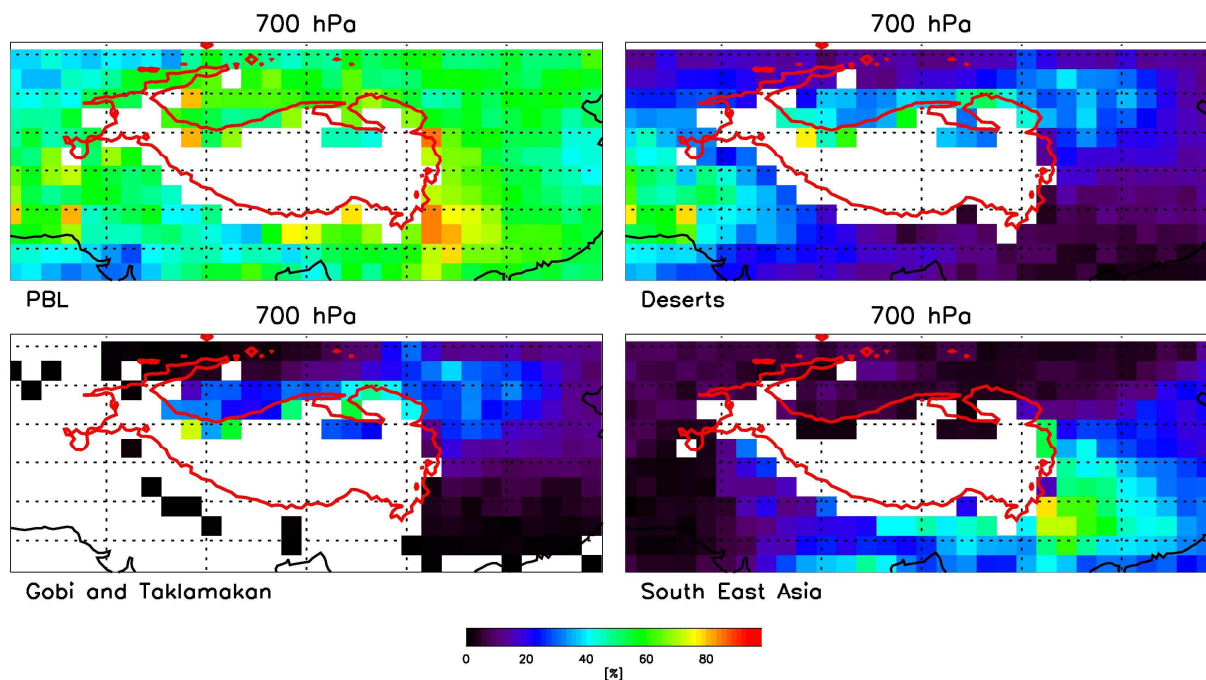 700 hPa
700 hPa
PBL
Deserts
700 hPa
700 hPa
Gobi and Taklamakan
South East Asia
0 20 40 60 80
[%]